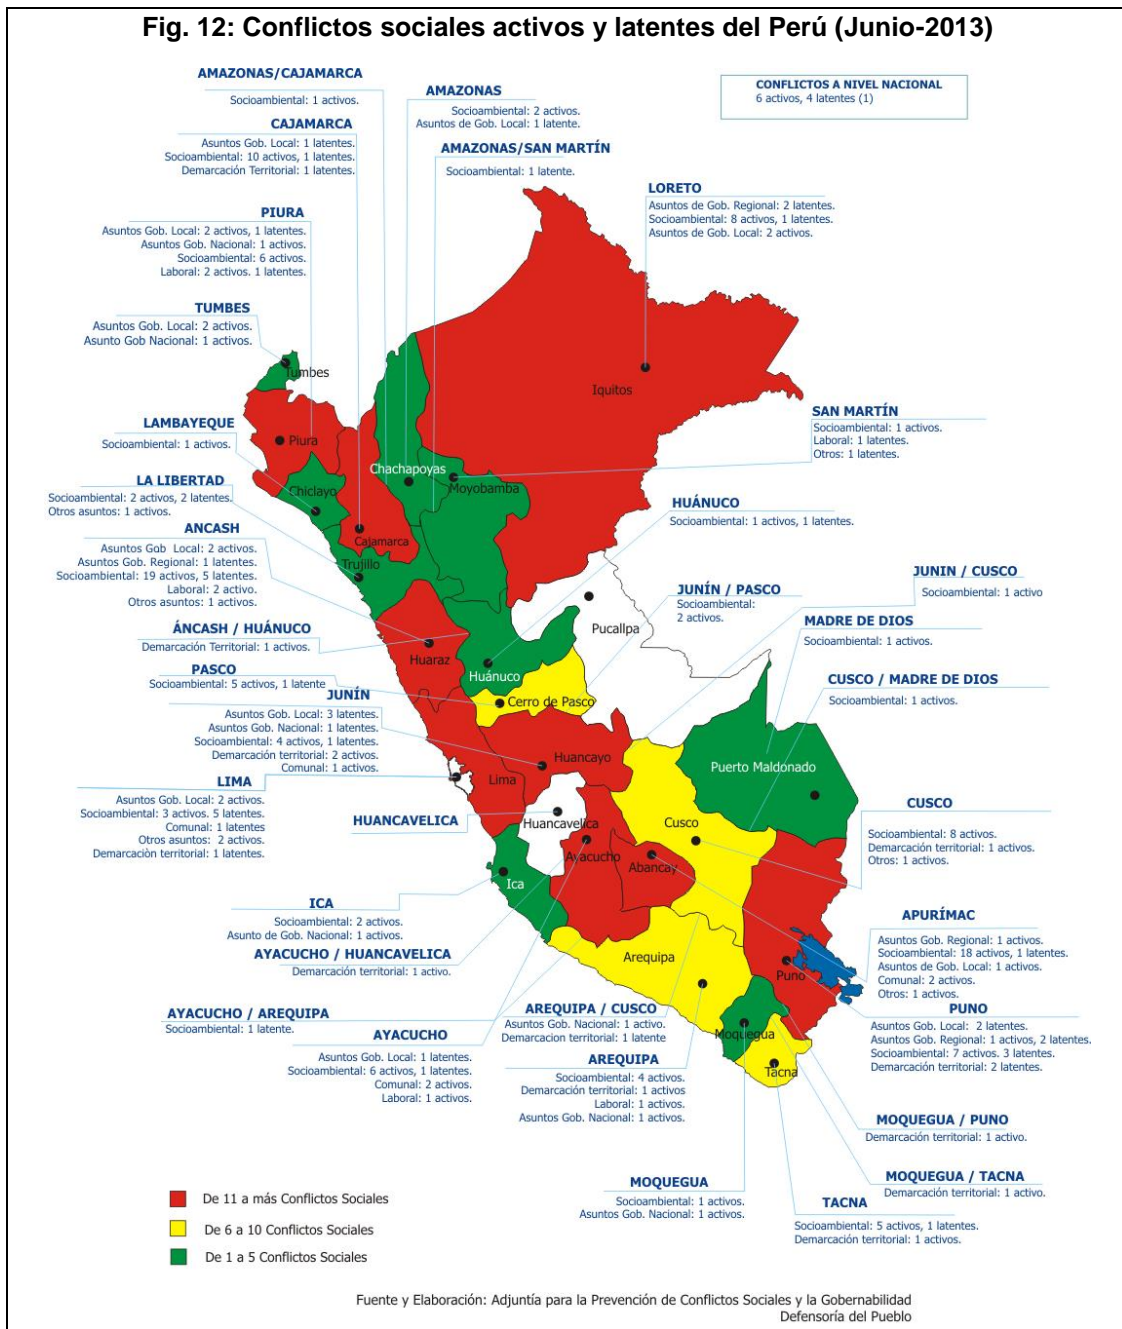 Fig. 12: Conflictos sociales activos y latentes del Perú (Junio-2013)
CONFLICTOS A NIVEL NACIONAL
6 activos, 4 latentes (1)
AMAZONAS/CAJAMARCA
Socioambiental: 1 activos.
AMAZONAS
Socioambiental: 2 activos.
Asuntos de Gob. Local: 1 latente.
CAJAMARCA
Asuntos Gob. Local: 1 latentes.
Socioambiental: 10 activos, 1 latentes.
Demarcación Territorial: 1 latentes.
AMAZONAS/SAN MARTÍN
Socioambiental: 1 latente.
LORETO
Asuntos de Gob. Regional: 2 latentes.
Socioambiental: 8 activos, 1 latentes.
Asuntos de Gob. Local: 2 activos.
PIURA
Asuntos Gob. Local: 2 activos, 1 latentes.
Asuntos Gob. Nacional: 1 activos.
Socioambiental: 6 activos.
Laboral: 2 activos. 1 latentes.
TUMBES
Asuntos Gob. Local: 2 activos.
Asunto Gob Nacional: 1 activos.
Tumbes
Iquitos
LAMBAYEQUE
Socioambiental: 1 activos.
Piura
SAN MARTÍN
Socioambiental: 1 activos.
Laboral: 1 latentes.
Otros: 1 latentes.
Chachapoyas
Moyobamba
Chiclayo
LA LIBERTAD
Socioambiental: 2 activos, 2 latentes.
Otros asuntos: 1 activos.
HUÁNUCO
Socioambiental: 1 activos, 1 latentes.
ANCASH
Asuntos Gob Local: 2 activos.
Asuntos Gob. Regional: 1 latentes.
Socioambiental: 19 activos, 5 latentes.
Laboral: 2 activo.
Otros asuntos: 1 activos.
Cajamarca
Trujillo
JUNÍN / PASCO
Socioambiental:
2 activos.
JUNIN / CUSCO
Socioambiental: 1 activo
Pucallpa
MADRE DE DIOS
Socioambiental: 1 activos.
ÁNCASH / HUÁNUCO
Demarcación Territorial: 1 activos.
Huaraz
Huánuco
PASCO
Socioambiental: 5 activos, 1 latente
CUSCO / MADRE DE DIOS
Socioambiental: 1 activos.
Cerro de Pasco
JUNÍN
Asuntos Gob. Local: 3 latentes.
Asuntos Gob. Nacional: 1 latentes.
Socioambiental: 4 activos, 1 latentes.
Demarcación territorial: 2 activos.
Comunal: 1 activos.
Huancayo
Lima
Puerto Maldonado
LIMA
Asuntos Gob. Local: 2 activos.
Socioambiental: 3 activos. 5 latentes.
Comunal: 1 latentes
Otros asuntos: 2 activos.
Demarcaciòn territorial: 1 latentes.
HUANCAVELICA
Huancavelica
Cusco
CUSCO
Socioambiental: 8 activos.
Demarcación territorial: 1 activos.
Otros: 1 activos.
Ayacucho
Abancay
Ica
ICA
Socioambiental: 2 activos.
Asunto de Gob. Nacional: 1 activos.
APURÍMAC
Asuntos Gob. Regional: 1 activos.
Socioambiental: 18 activos, 1 latentes.
Asuntos de Gob. Local: 1 activos.
Comunal: 2 activos.
Otros: 1 activos.
AYACUCHO / HUANCAVELICA
Demarcación territorial: 1 activo.
Arequipa
Puno
AYACUCHO / AREQUIPA
Socioambiental: 1 latente.
AREQUIPA / CUSCO
Asuntos Gob. Nacional: 1 activo.
Demarcacion territorial: 1 latente
PUNO
Asuntos Gob. Local: 2 latentes.
Asuntos Gob. Regional: 1 activos, 2 latentes.
Socioambiental: 7 activos. 3 latentes.
Demarcación territorial: 2 latentes.
AYACUCHO
Asuntos Gob. Local: 1 latentes.
Socioambiental: 6 activos, 1 latentes.
Comunal: 2 activos.
Laboral: 1 activos.
Moquegua
Tacna
AREQUIPA
Socioambiental: 4 activos.
Demarcación territorial: 1 activos
Laboral: 1 activos.
Asuntos Gob. Nacional: 1 activos.
MOQUEGUA / PUNO
Demarcación territorial: 1 activo.
MOQUEGUA / TACNA
Demarcación territorial: 1 activo.
MOQUEGUA
Socioambiental: 1 activos.
Asuntos Gob. Nacional: 1 activos.
TACNA
Socioambiental: 5 activos, 1 latentes.
Demarcación territorial: 1 activos.
De 11 a más Conflictos Sociales
De 6 a 10 Conflictos Sociales
De 1 a 5 Conflictos Sociales
Fuente y Elaboración: Adjuntía para la Prevención de Conflictos Sociales y la Gobernabilidad
Defensoría del Pueblo